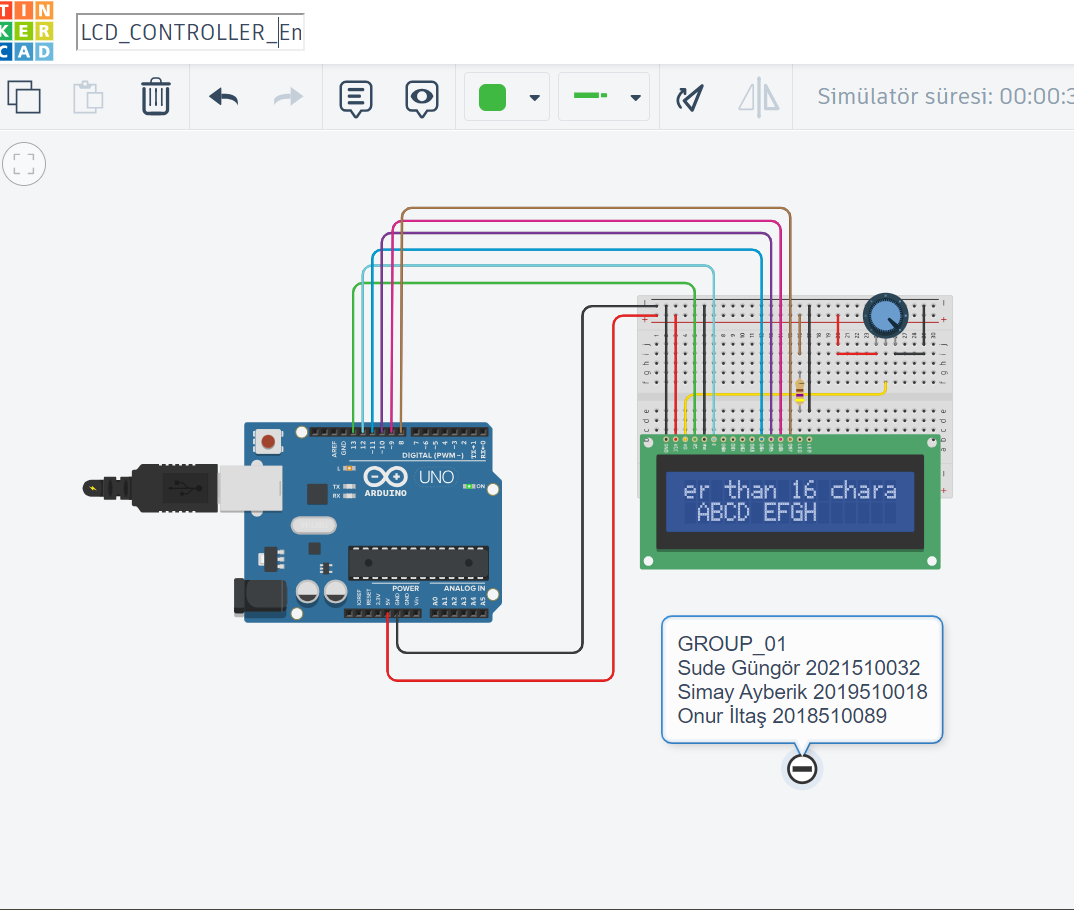 TIN
KER
CAD
LCD_CONTROLLER_En
Simülatör süresi: 00:00:3
AREF
GND
13
12
~11
~10
~9
8
7
~6
~5
4
~3
2
TX→1
RX←0
DIGITAL (PWM~)
L
TX
RX
UNO
ARDUINO
ON
POWER
ANALOG IN
IOREF
RESET
3.3V
5V
GND
GND
Vin
A0
A1
A2
A3
A4
A5
er than 16 chara
ABCD EFGH
GROUP_01
Sude Güngör 2021510032
Simay Ayberik 2019510018
Onur İltaş 2018510089